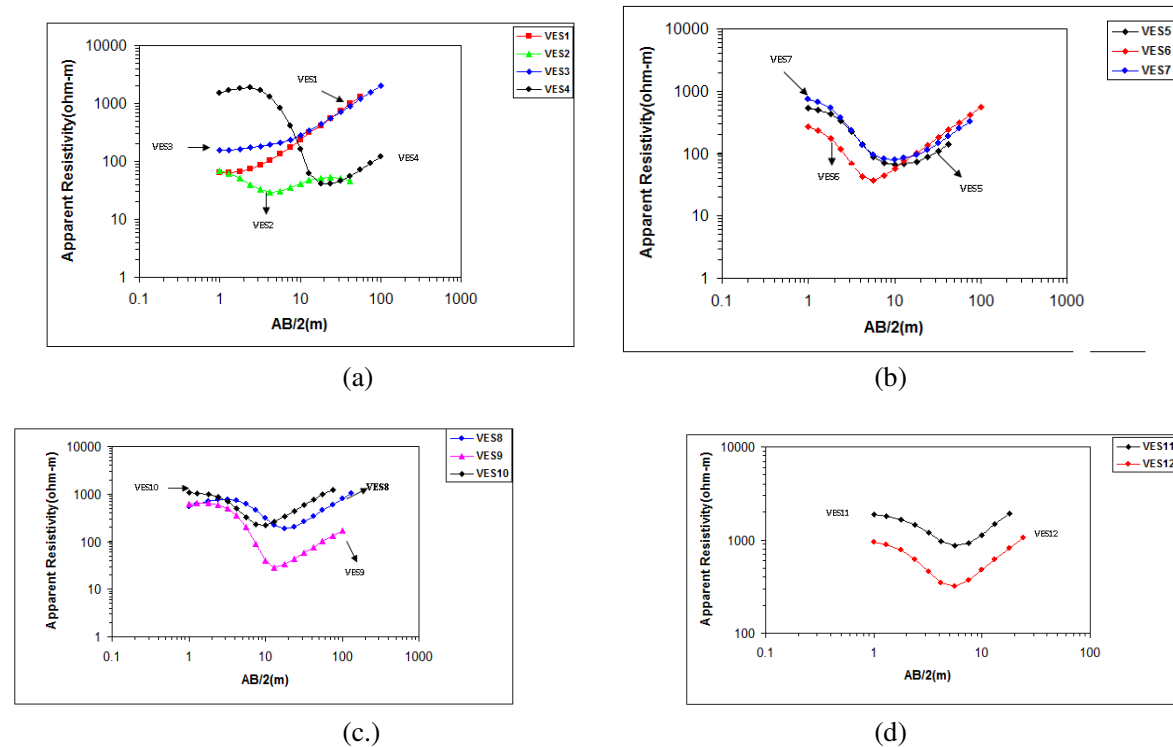 10000
1000
100
10
1
0.1 1 10 100 1000
Apparent Resistivity(ohm-m)
AB/2(m)
VES1
VES2
VES3
VES4
VES1
VES3
VES4
VES2
(a)
10000
1000
100
10
1
0.1 1 10 100 1000
Apparent Resistivity(ohm-m)
AB/2(m)
VES5
VES6
VES7
VES7
VES6
VES5
(b)
10000
1000
100
10
1
0.1 1 10 100 1000
Apparent Resistivity(ohm-m)
AB/2(m)
VES8
VES9
VES10
VES10
VES8
VES9
(c.)
10000
1000
100
0.1 1 10 100
Apparent Resistivity(ohm-m)
AB/2(m)
VES11
VES12
VES11
VES12
(d)